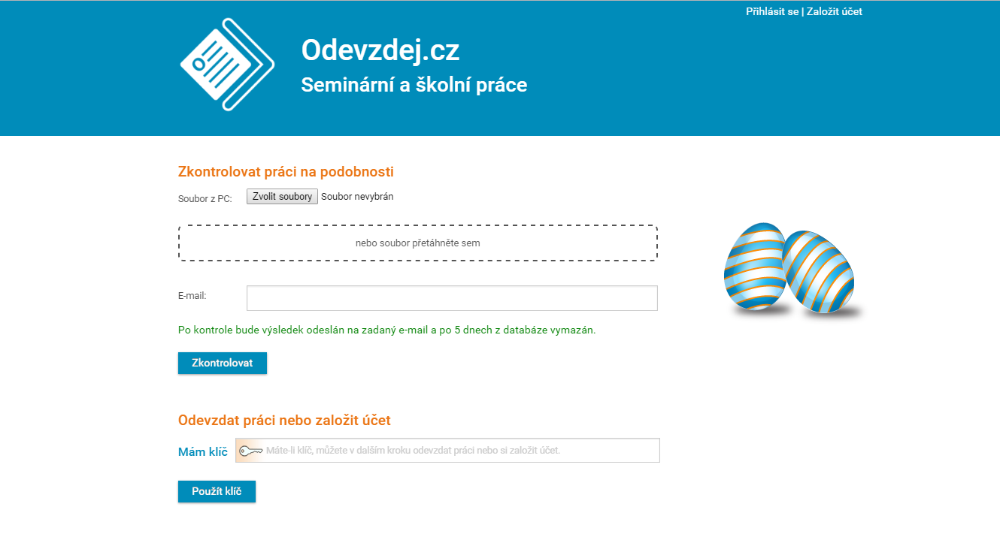 Přihlásit se | Založit účet
Odevzdej.cz
Seminární a školní práce
Zkontrolovat práci na podobnosti
Soubor z PC: Zvolit soubory Soubor nevybrán
nebo soubor přetáhněte sem
E-mail:
Po kontrole bude výsledek odeslán na zadaný e-mail a po 5 dnech z databáze vymazán.
Zkontrolovat
Odevzdat práci nebo založit účet
Mám klíč Máte-li klíč, můžete v dalším kroku odevzdat práci nebo si založit účet.
Použít klíč